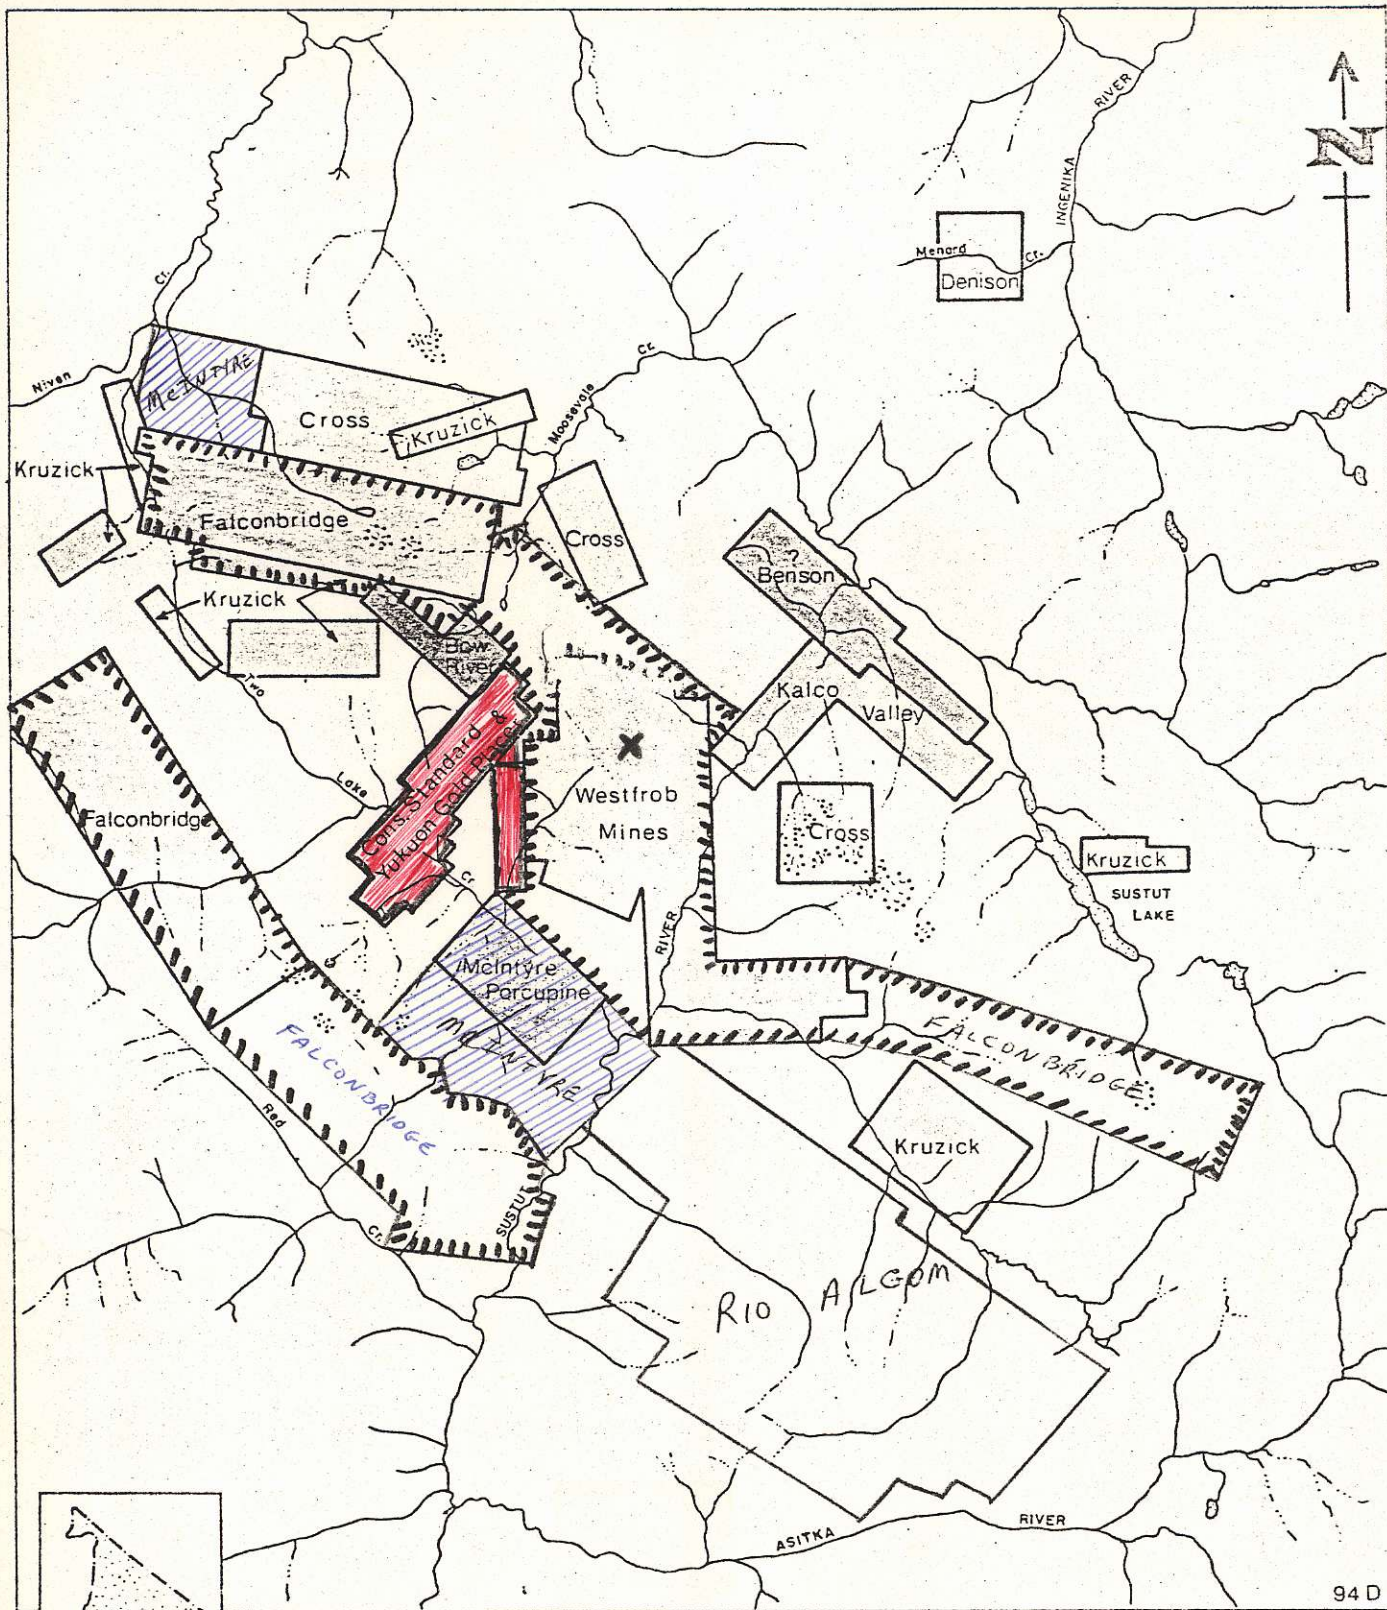 RIVER
INGENIKA
N
Menard
Cr.
Denison
Cr.
Niven
McINTYRE
Cr.
Moosevale
Cross
Kruzick
Kruzick
Falconbridge
Cross
?
Benson
Kruzick
Bow
River
Two
Kalco
Valley
Cons. Standard &
Yukuon Gold Placer
Lake
Westfrob
Mines
Falconbridge
Cross
Kruzick
SUSTUT
LAKE
Cr.
RIVER
McIntyre
Porcupine
McINTYRE
FALCONBRIDGE
FALCONBRIDGE
Red
Kruzick
SUSTUT
Cr.
RIO ALGOM
ASITKA
RIVER
94 D